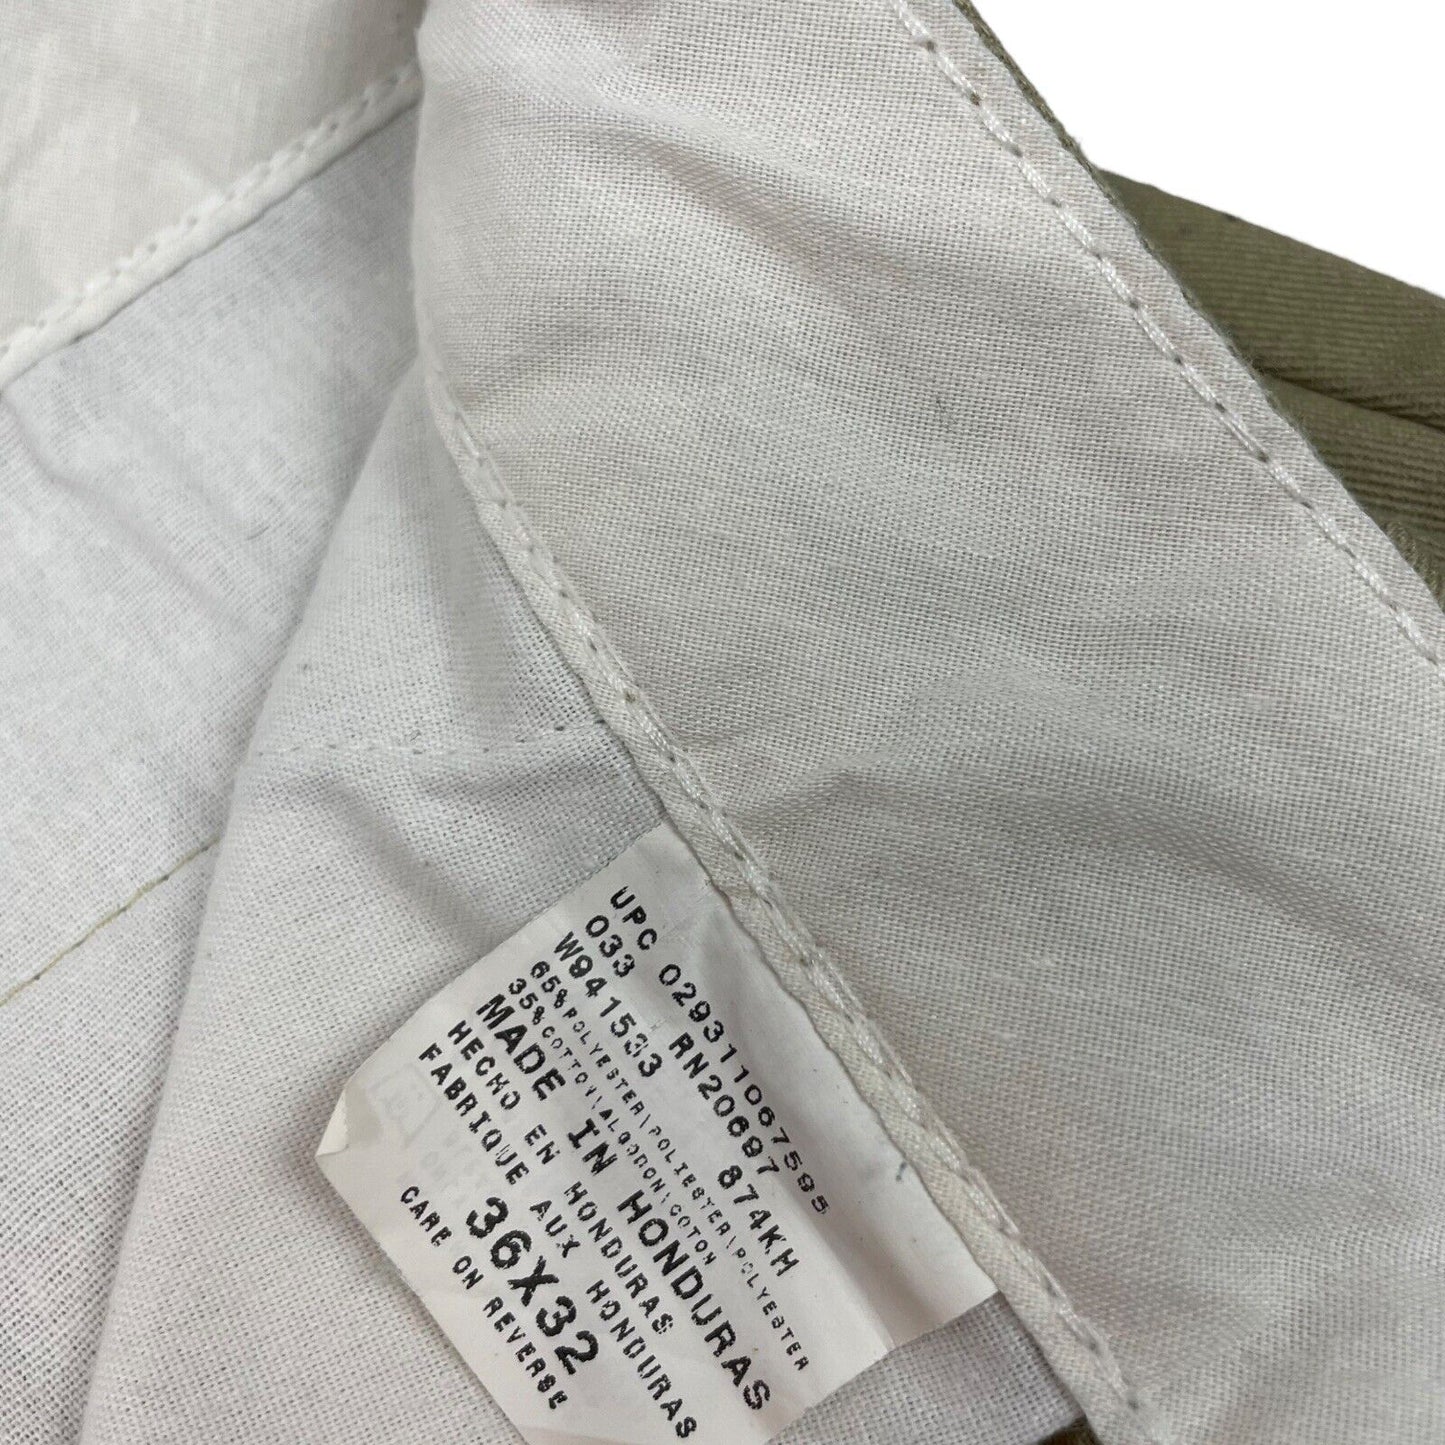 UPC 029311067595
033 RN20697 874KH
W941533
65%POLYESTER\POLIESTER\POLYESTER
35%COTTON\ALGODON\COTON
MADE IN HONDURAS
HECHO EN HONDURAS
FABRIQUE AUX HONDURAS
36X32
CARE ON REVERSE